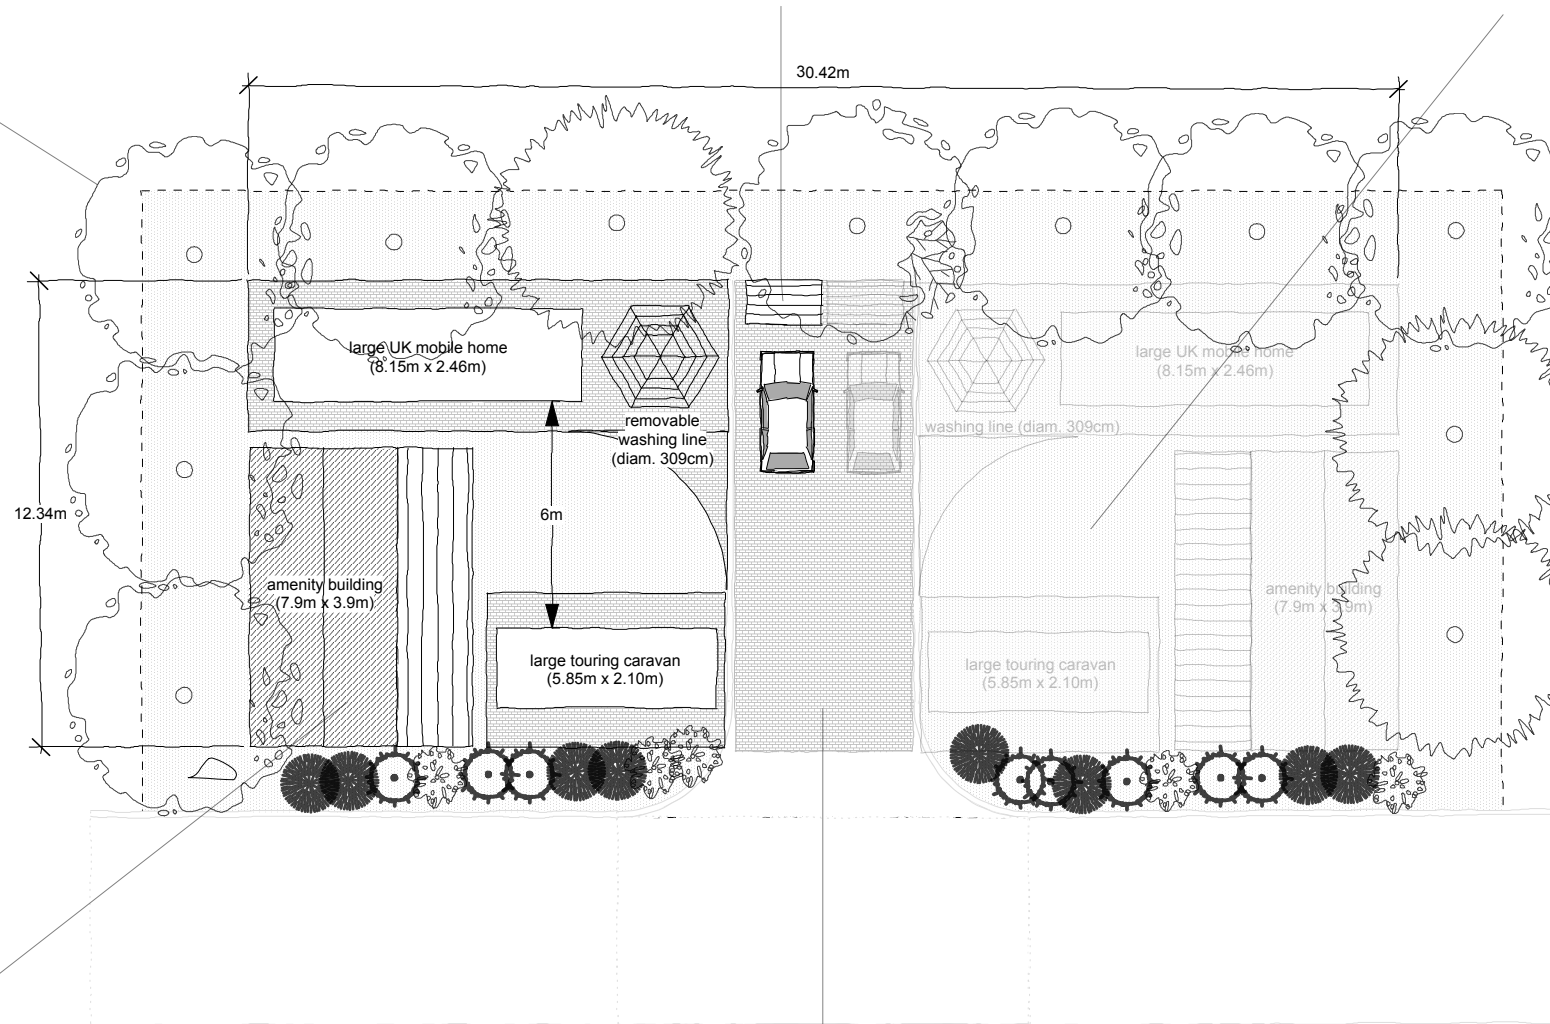 30.42m
large UK mobile home
(8.15m x 2.46m)
large UK mobile home
(8.15m x 2.46m)
removable
washing line
(diam. 309cm)
washing line (diam. 309cm)
12.34m
6m
amenity building
(7.9m x 3.9m)
amenity building
(7.9m x 3.9m)
large touring caravan
(5.85m x 2.10m)
large touring caravan
(5.85m x 2.10m)